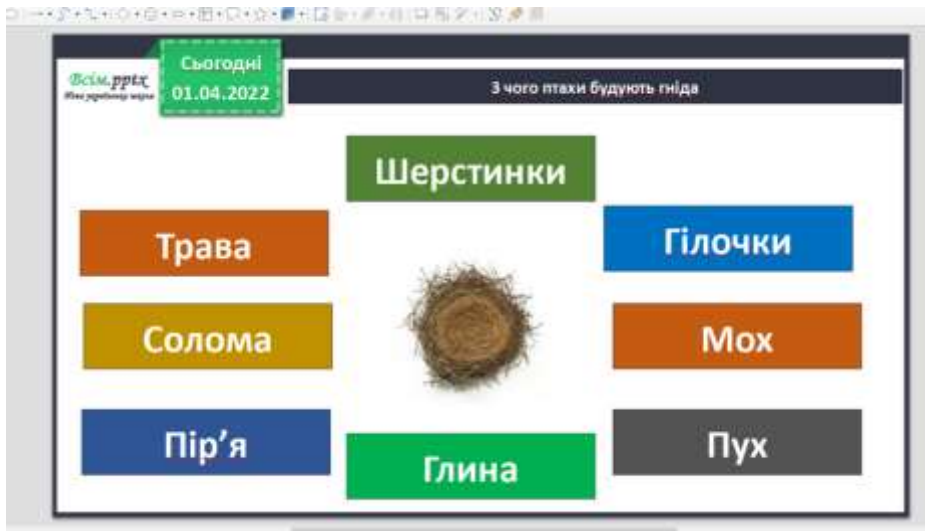 Всім.pptx
Сьогодні
01.04.2022
З чого птахи будують гніда
Шерстинки
Трава
Гілочки
Солома
Мох
Пір’я
Пух
Глина